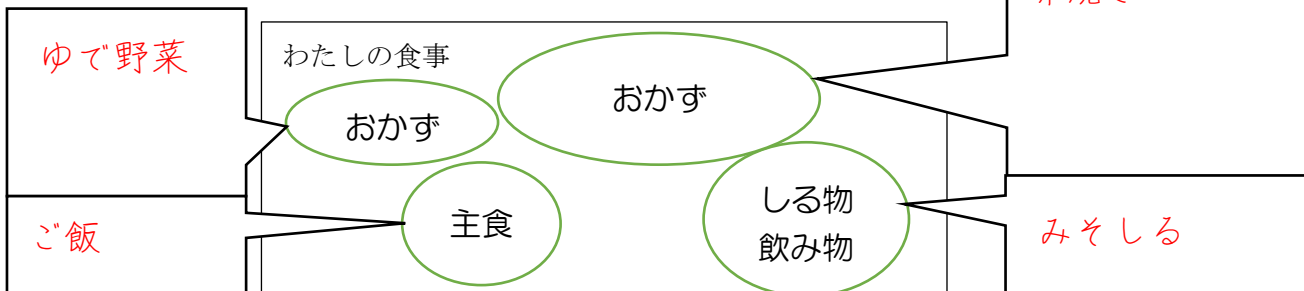 ゆで野菜
わたしの食事
おかず
おかず
主食
しる物
飲み物
ご飯
みそしる